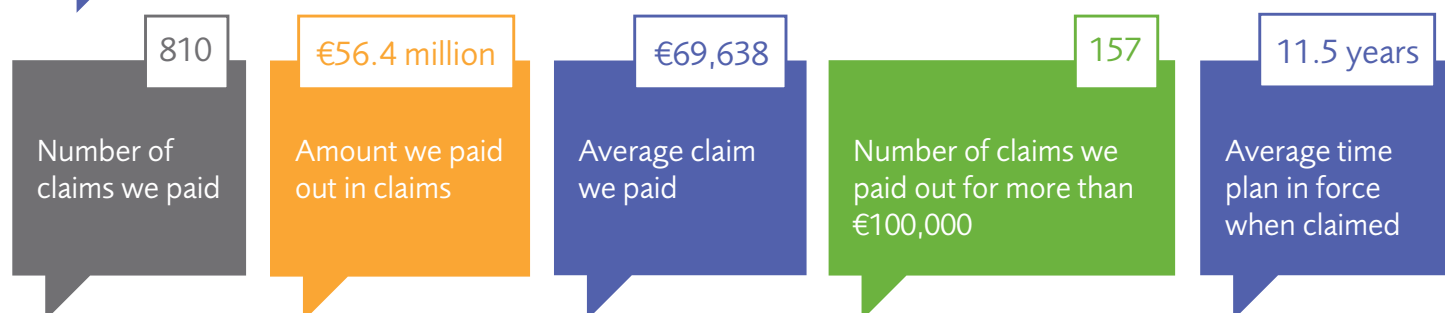 810
Number of
claims we paid
€56.4 million
Amount we paid
out in claims
€69,638
Average claim
we paid
157
Number of claims we
paid out for more than
€100,000
11.5 years
Average time
plan in force
when claimed